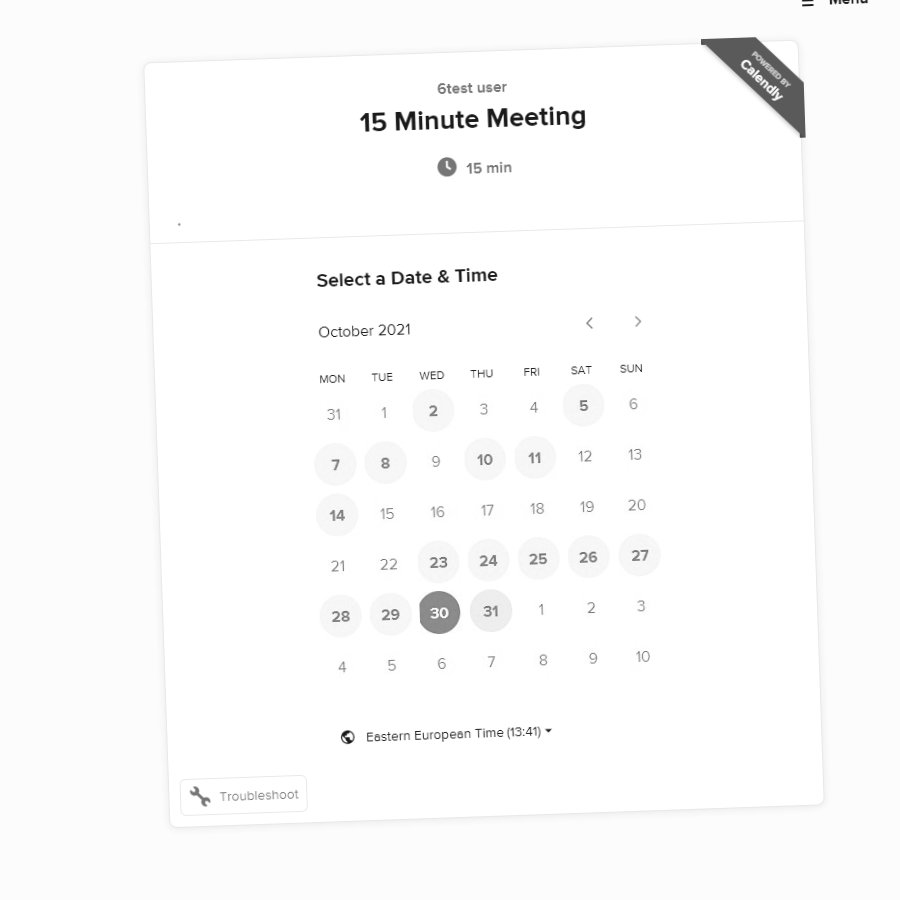 Menu
POWERED BY
Calendly
6test user
15 Minute Meeting
15 min
Select a Date & Time
October 2021
MON TUE WED THU FRI SAT SUN
31 1 2 3 4 5 6
7 8 9 10 11 12 13
14 15 16 17 18 19 20
21 22 23 24 25 26 27
28 29 30 31 1 2 3
4 5 6 7 8 9 10
Eastern European Time (13:41)
Troubleshoot